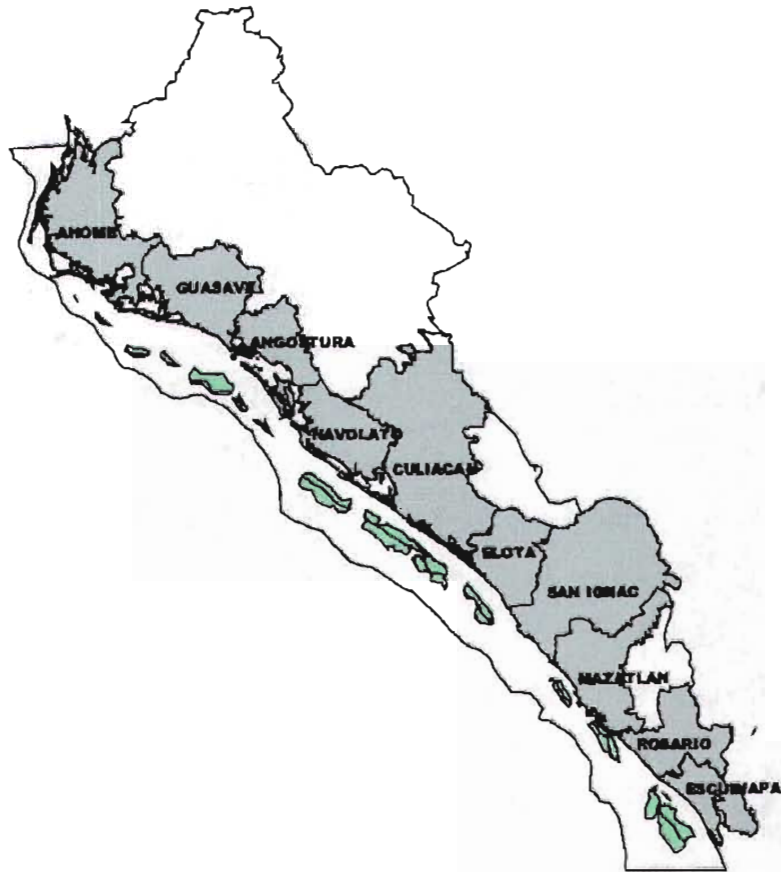 AHOME
GUASAVE
ANGOSTURA
NAVOLATO
CULIACAN
ELOTA
SAN IGNAC
MAZATLAN
ROSARIO
ESCUINAPA